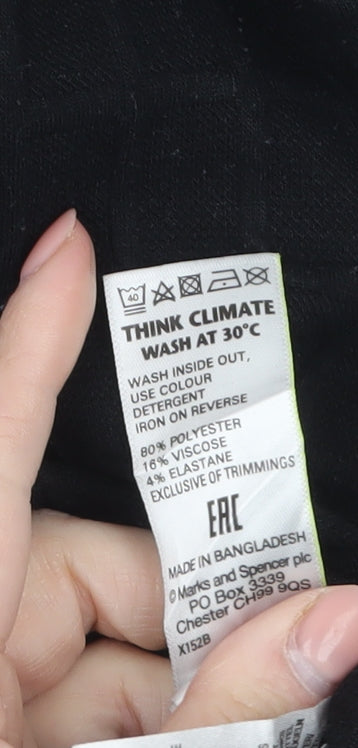 40
THINK CLIMATE
WASH AT 30°C
WASH INSIDE OUT,
USE COLOUR
DETERGENT
IRON ON REVERSE
80% POLYESTER
16% VISCOSE
4% ELASTANE
EXCLUSIVE OF TRIMMINGS
EAC
MADE IN BANGLADESH
©Marks and Spencer plc
PO Box 3339
Chester CH99 9QS
X152B